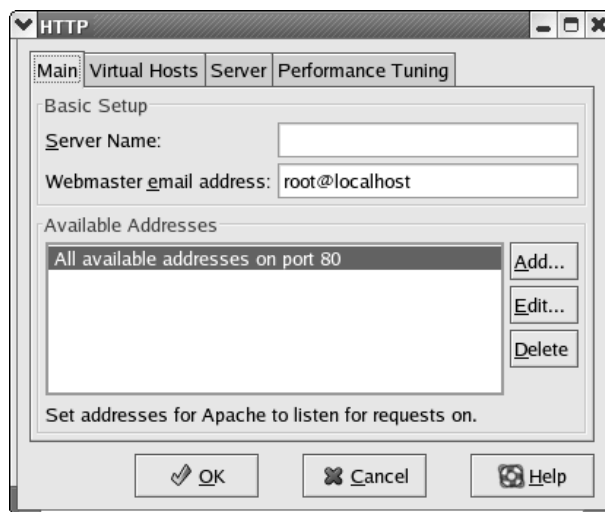 HTTP
Main Virtual Hosts Server Performance Tuning
Basic Setup
Server Name:
Webmaster email address: root@localhost
Available Addresses
All available addresses on port 80
Add...
Edit...
Delete
Set addresses for Apache to listen for requests on.
OK Cancel Help